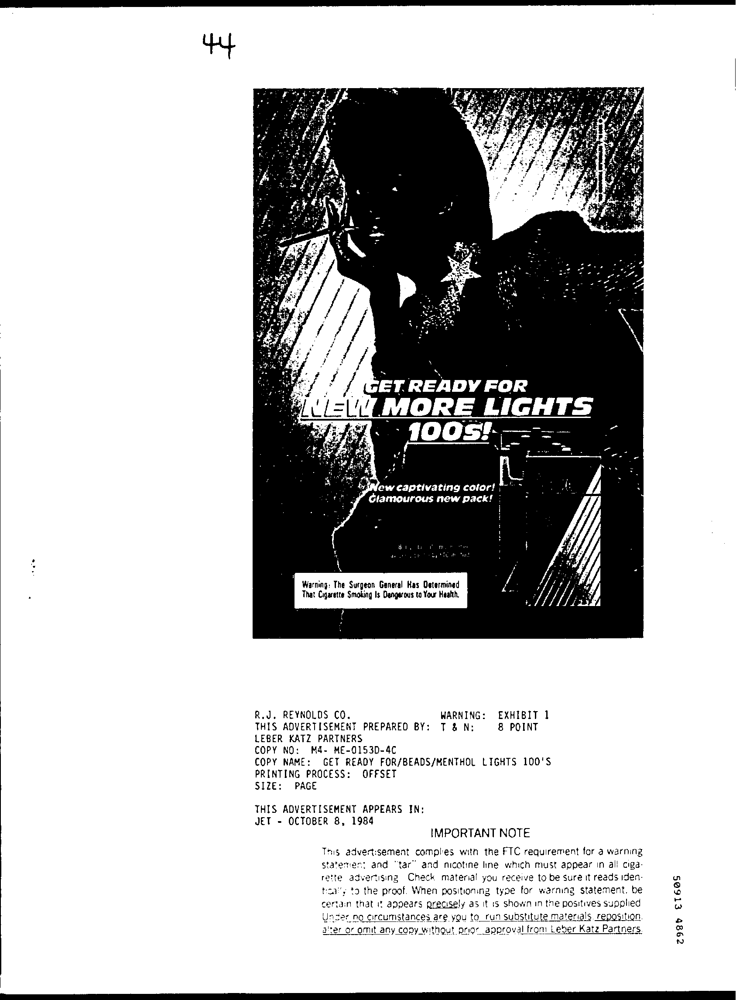 44
GET READY FOR
NEW MORE LIGHTS
100s!
New captivating color!
Glamourous new pack!
Warning: The Surgeon General Has Determined
That Cigarette Smoking Is Dangerous to Your Health.
R.J. REYNOLDS CO. WARNING: EXHIBIT 1
THIS ADVERTISEMENT PREPARED BY: T & N: 8 POINT
LEBER KATZ PARTNERS
COPY NO: M4- ME-0153D-4C
COPY NAME: GET READY FOR/BEADS/MENTHOL LIGHTS 100'S
PRINTING PROCESS: OFFSET
SIZE: PAGE
THIS ADVERTISEMENT APPEARS IN:
JET - OCTOBER 8, 1984
IMPORTANT NOTE
This advertisement complies with the FTC requirement for a warning
statement and "tar" and nicotine line which must appear in all ciga-
rette advertising Check material you receive to be sure it reads iden-
tically to the proof. When positioning type for warning statement, be
certain that it appears precisely as it is shown in the positives supplied
Under no circumstances are you to run substitute materials, reposition,
alter or omit any copy without prior approval from Leber Katz Partners
50913 4862